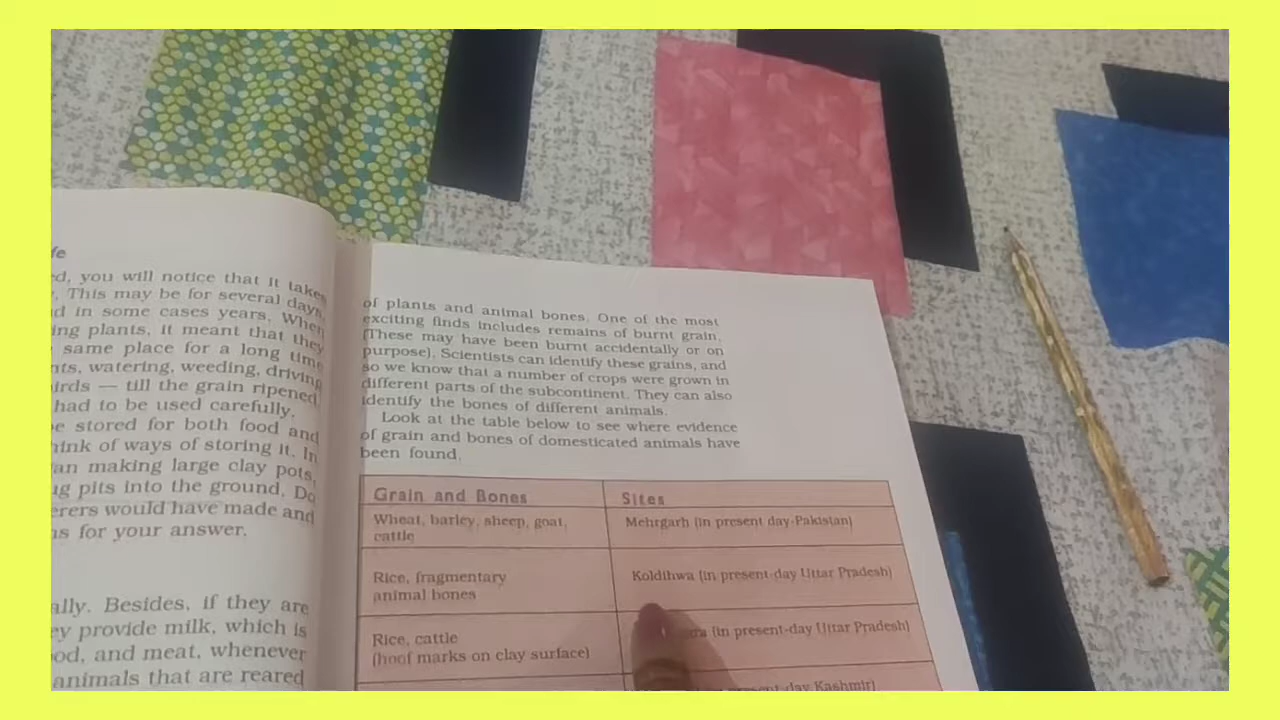 fe
ed, you will notice that it takes
. This may be for several days,
d in some cases years. When
ing plants, it meant that they
same place for a long time
nts, watering, weeding, driving
irds — till the grain ripened.
had to be used carefully.
be stored for both food and
hink of ways of storing it. In
an making large clay pots,
ug pits into the ground. Do
erers would have made and
ns for your answer.
ally. Besides, if they are
ey provide milk, which is
od, and meat, whenever
animals that are reared
of plants and animal bones. One of the most
exciting finds includes remains of burnt grain.
(These may have been burnt accidentally or on
purpose). Scientists can identify these grains, and
so we know that a number of crops were grown in
different parts of the subcontinent. They can also
identify the bones of different animals.
Look at the table below to see where evidence
of grain and bones of domesticated animals have
been found.
Grain and Bones Sites
Wheat, barley, sheep, goat, Mehrgarh (in present day-Pakistan)
cattle
Rice, fragmentary Koldihwa (in present-day Uttar Pradesh)
animal bones
Rice, cattle (in present-day Uttar Pradesh)
(hoof marks on clay surface)
present-day Kashmir)